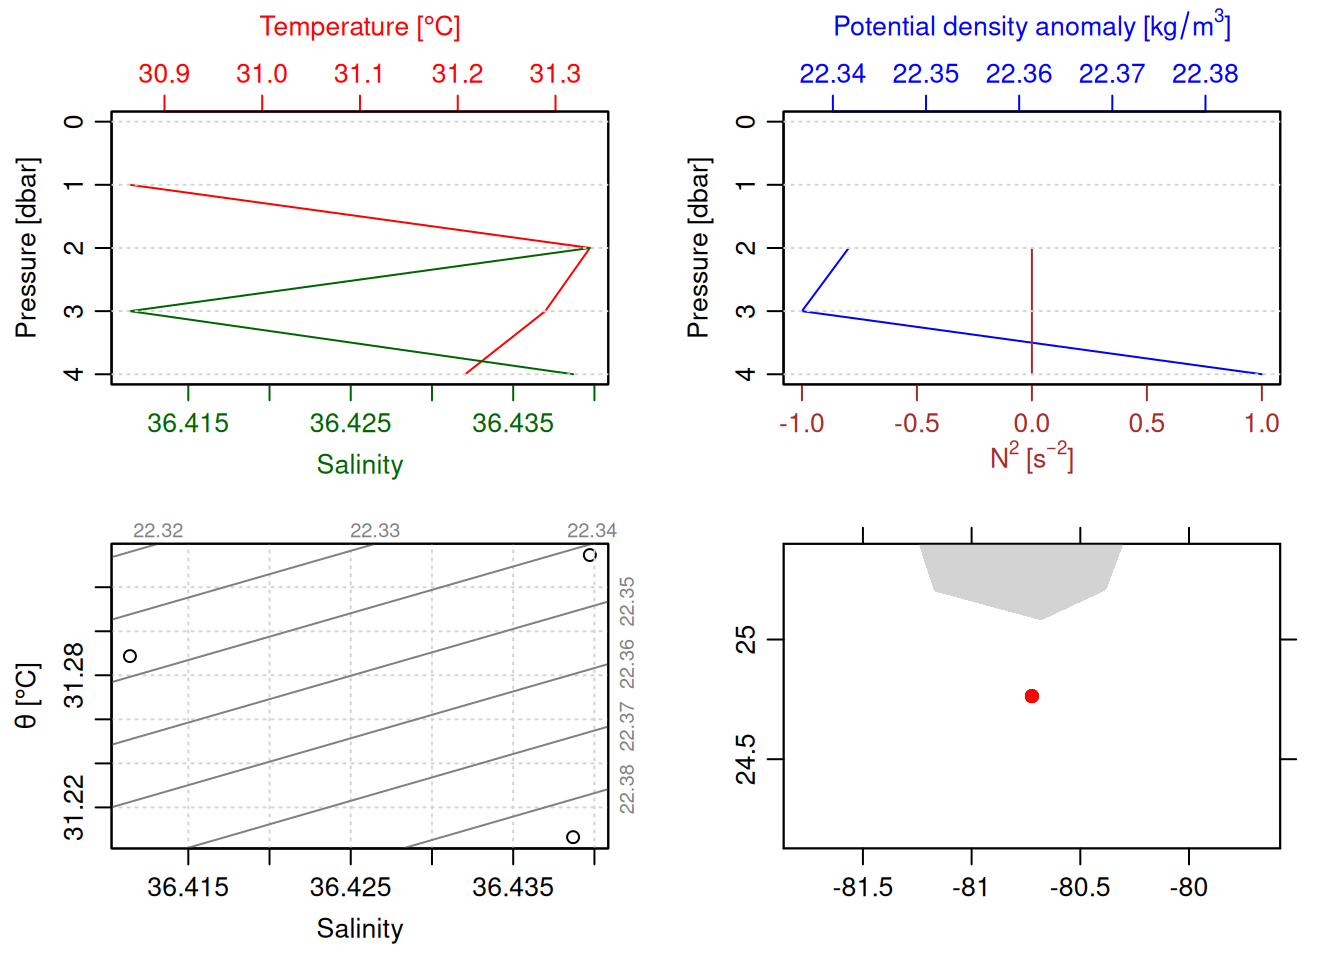 Temperature [°C]
30.9 31.0 31.1 31.2 31.3
0
1
2
3
4
Pressure [dbar]
36.415 36.425 36.435
Salinity
Potential density anomaly [kg/m³]
22.34 22.35 22.36 22.37 22.38
0
1
2
3
4
Pressure [dbar]
-1.0 -0.5 0.0 0.5 1.0
N² [s⁻²]
22.32 22.33 22.34
22.35
22.36
22.37
22.38
31.28
31.22
θ [°C]
36.415 36.425 36.435
Salinity
25
24.5
-81.5 -81 -80.5 -80